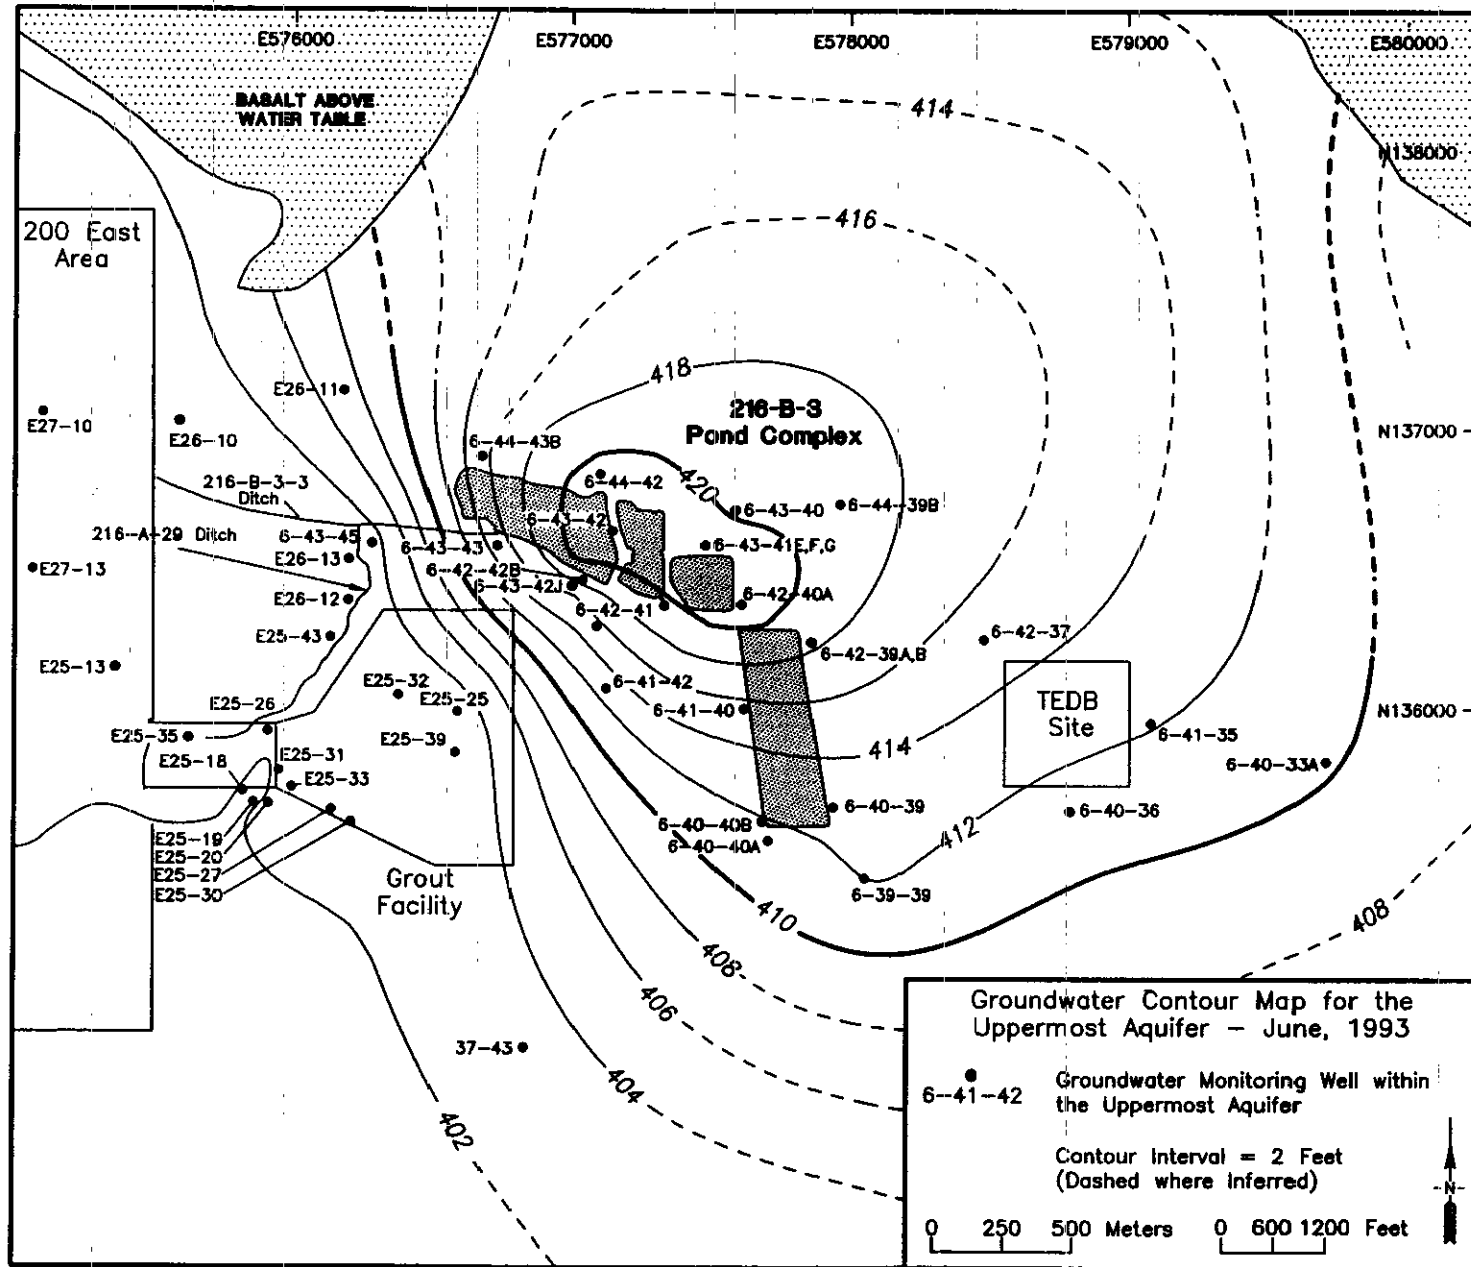 E576000
E577000
E578000
E579000
E580000
BASALT ABOVE
WATER TABLE
414
N138000
200 East
Area
416
418
E26-11
216-B-3
Pond Complex
E27-10
E26-10
N137000
6-44-43B
6-44-42
420
216-B-3-3
Ditch
6-43-40
6-44-39B
216-A-29 Ditch
6-43-45
6-43-43
6-43-42
6-43-41E,F,G
E26-13
E27-13
6-42-42B
6-43-42J
E26-12
6-42-41
6-42-40A
E25-43
6-42-37
6-42-39A,B
E25-13
E25-32
6-41-42
E25-26
E25-25
6-41-40
TEDB
Site
N136000
E25-35
6-41-35
E25-39
E25-31
414
E25-18
6-40-33A
E25-33
6-40-39
6-40-36
6-40-40B
412
E25-19
6-40-40A
E25-20
E25-27
Grout
Facility
6-39-39
E25-30
410
408
408
406
37-43
404
402
Groundwater Contour Map for the
Uppermost Aquifer – June, 1993
6-41-42
Groundwater Monitoring Well within
the Uppermost Aquifer
Contour Interval = 2 Feet
(Dashed where Inferred)
N
0 250 500 Meters
0 600 1200 Feet